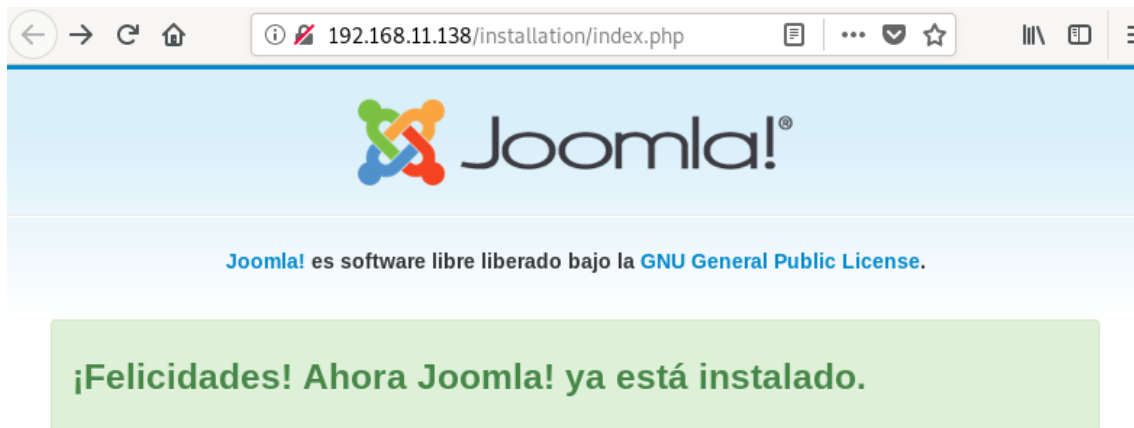 192.168.11.138/installation/index.php
Joomla!®
Joomla! es software libre liberado bajo la GNU General Public License.
¡Felicidades! Ahora Joomla! ya está instalado.